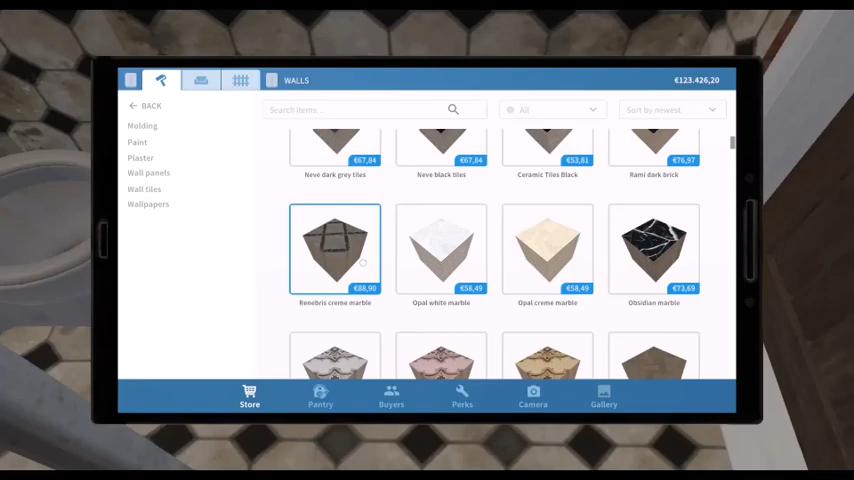 WALLS
€123.426,20
BACK
Search items...
All
Sort by newest
Molding
Paint
Plaster
Wall panels
Wall tiles
Wallpapers
€67,84
€67,84
€53,81
€76,97
Neve dark grey tiles
Neve black tiles
Ceramic Tiles Black
Rami dark brick
€88,90
€58,49
€58,49
€73,69
Renebris creme marble
Opal white marble
Opal creme marble
Obsidian marble
Store
Pantry
Buyers
Perks
Camera
Gallery